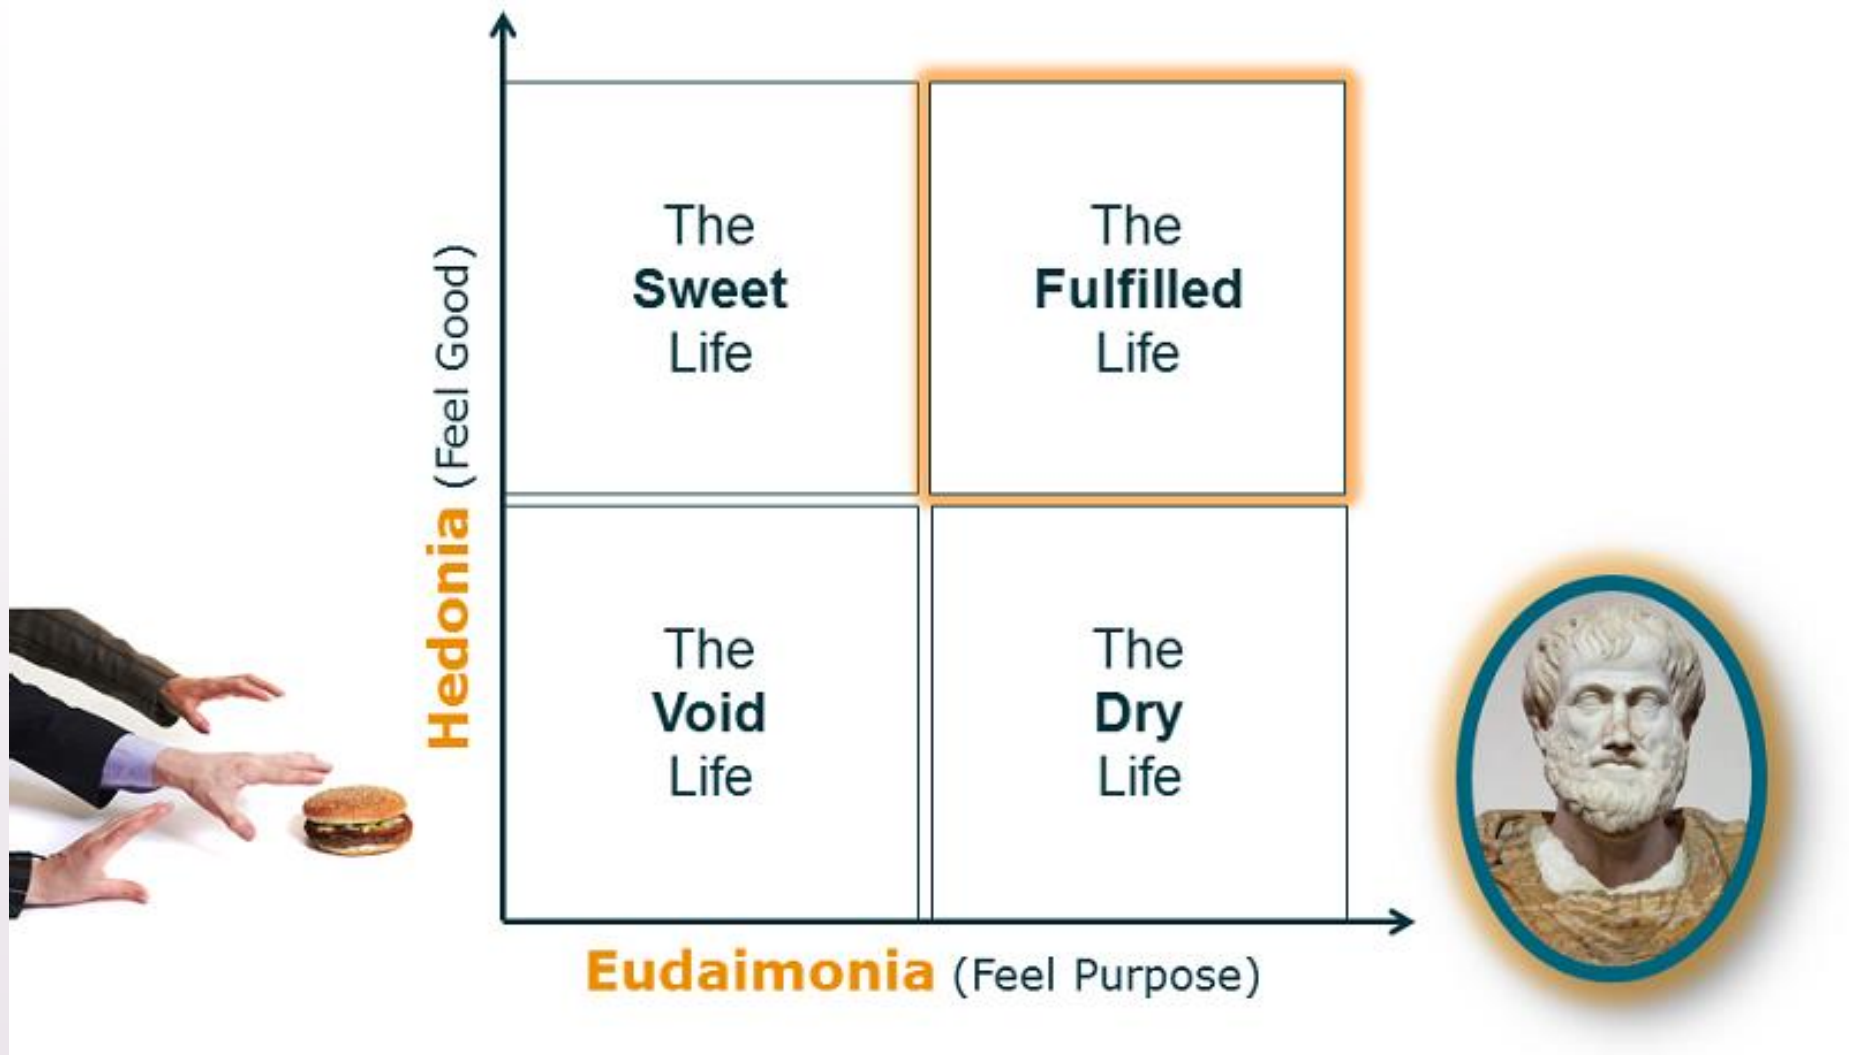 Hedonia (Feel Good)
The
Sweet
Life
The
Fulfilled
Life
The
Void
Life
The
Dry
Life
Eudaimonia (Feel Purpose)